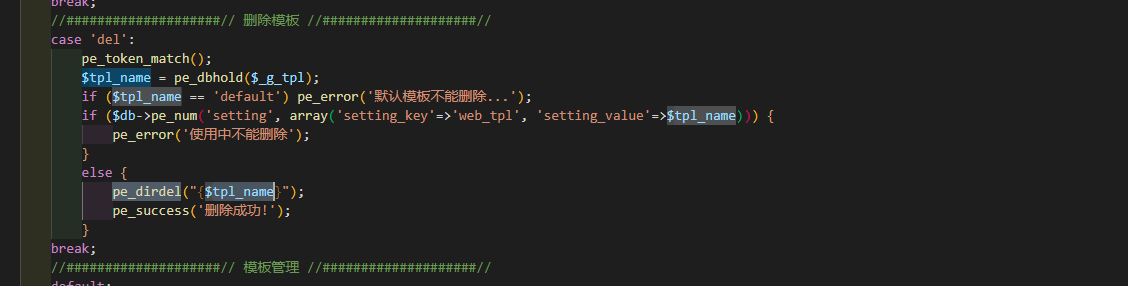 break;
//####################// 删除模板 //####################//
case 'del':
pe_token_match();
$tpl_name = pe_dbhold($_g_tpl);
if ($tpl_name == 'default') pe_error('默认模板不能删除...');
if ($db->pe_num('setting', array('setting_key'=>'web_tpl', 'setting_value'=>$tpl_name))) {
pe_error('使用中不能删除');
}
else {
pe_dirdel("{$tpl_name}");
pe_success('删除成功!');
}
break;
//####################// 模板管理 //####################//
default: